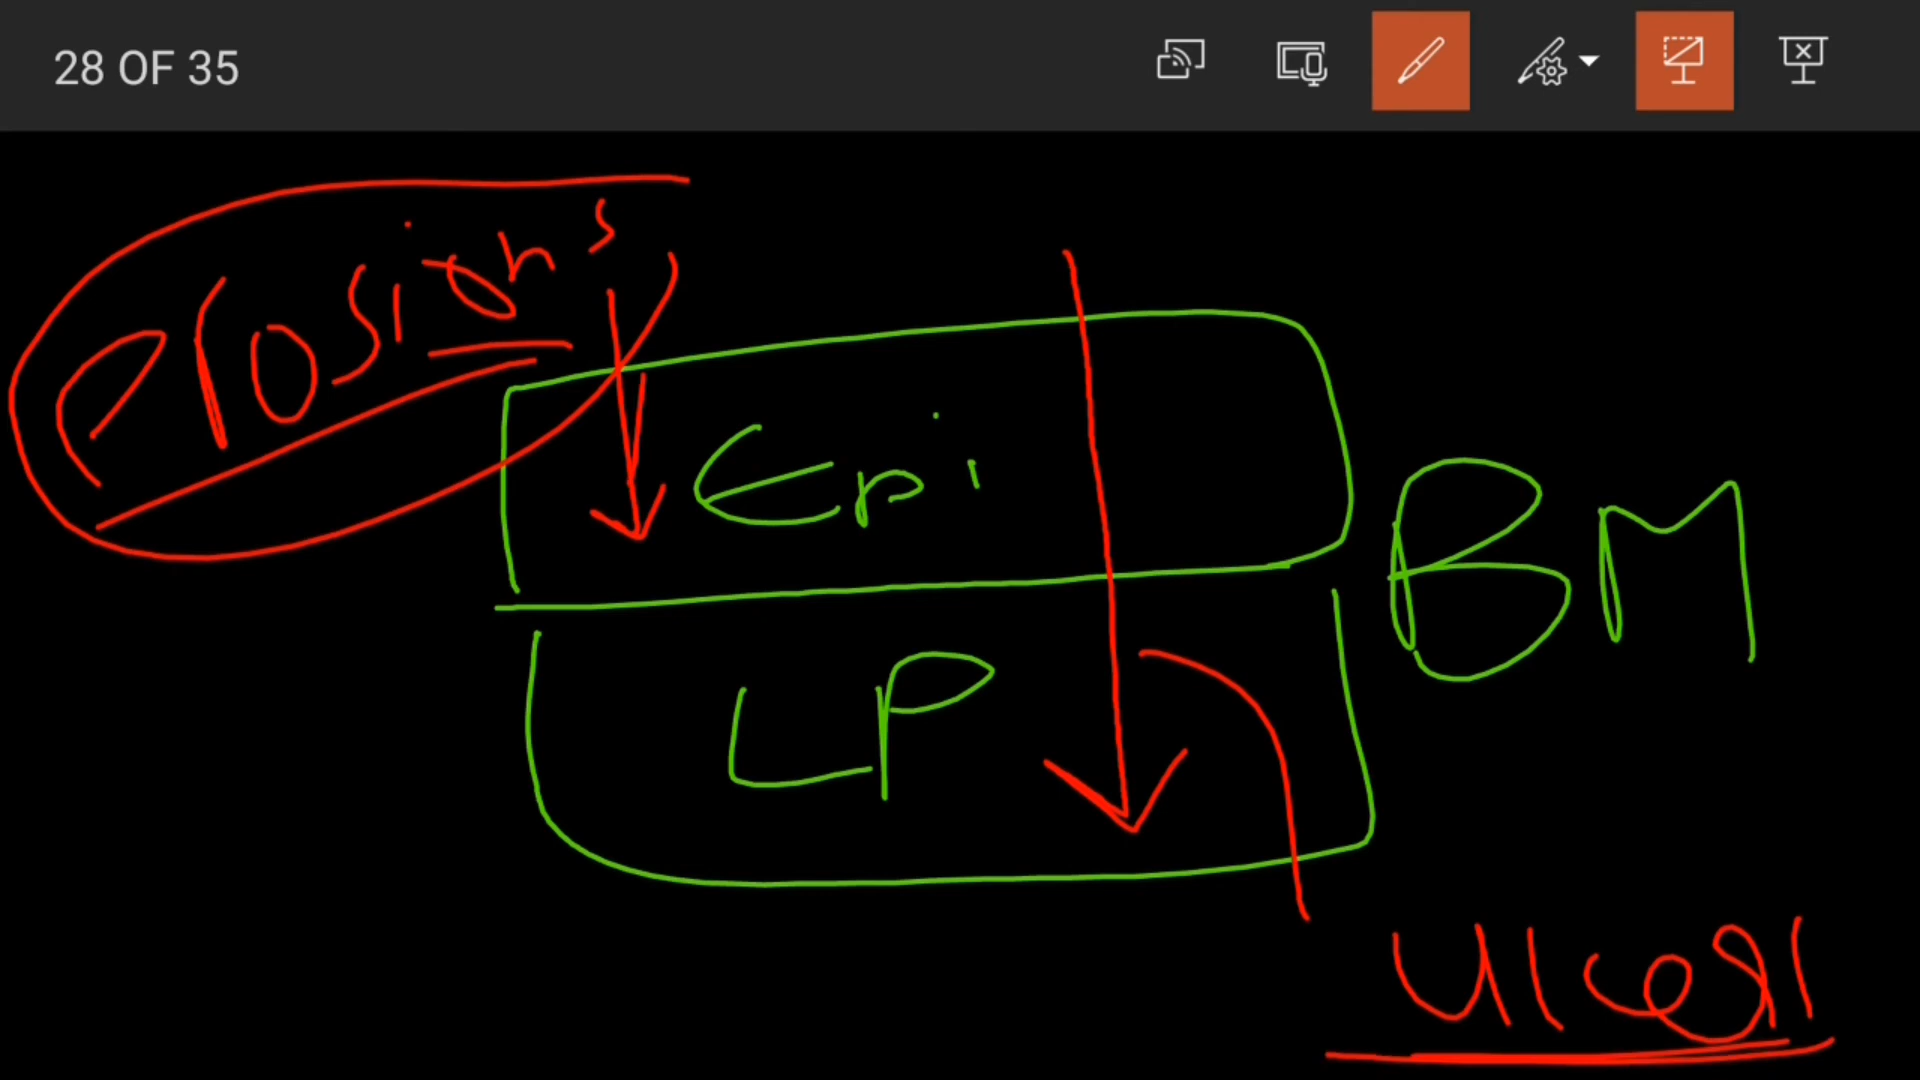 28 OF 35
erosions
Epi
BM
LP
ulcer